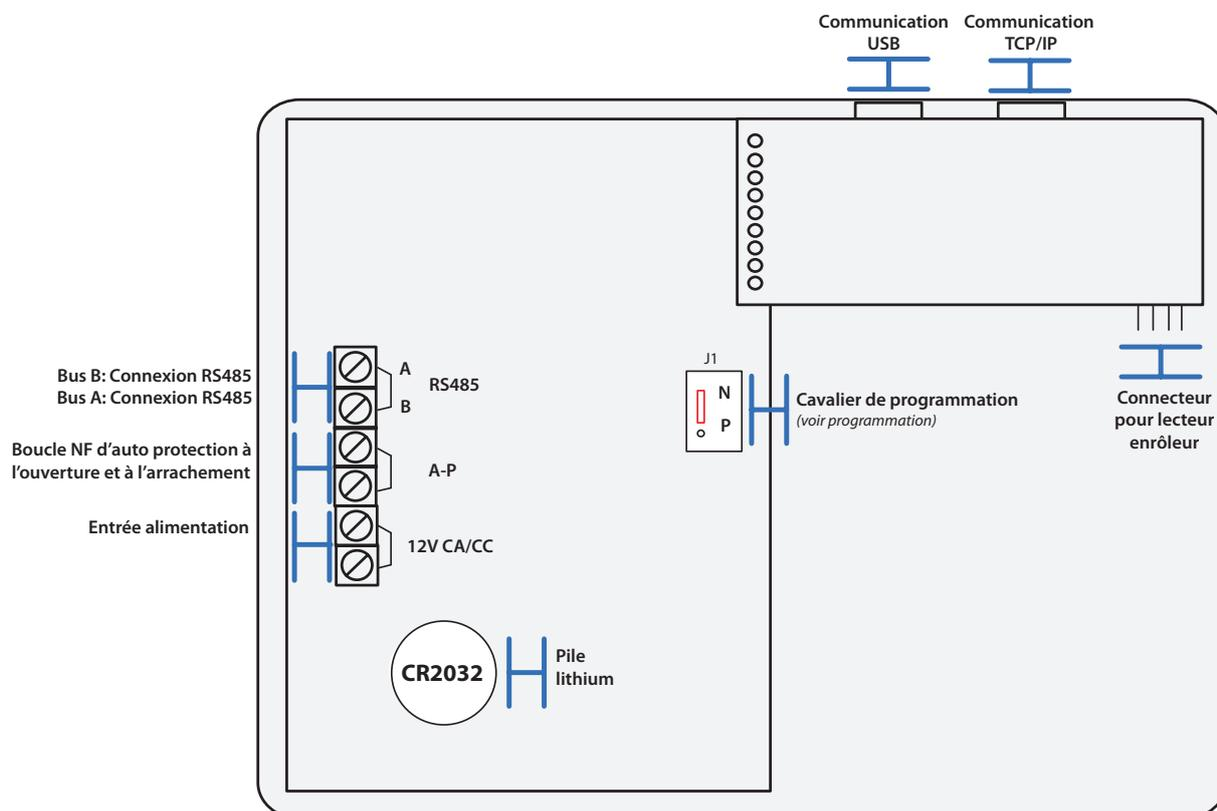 Communication
USB
Communication
TCP/IP
Bus B: Connexion RS485
Bus A: Connexion RS485
A
B
RS485
Boucle NF d’auto protection à
l’ouverture et à l’arrachement
A-P
Entrée alimentation
12V CA/CC
J1
N
P
Cavalier de programmation
(voir programmation)
Connecteur
pour lecteur
enrôleur
CR2032
Pile
lithium